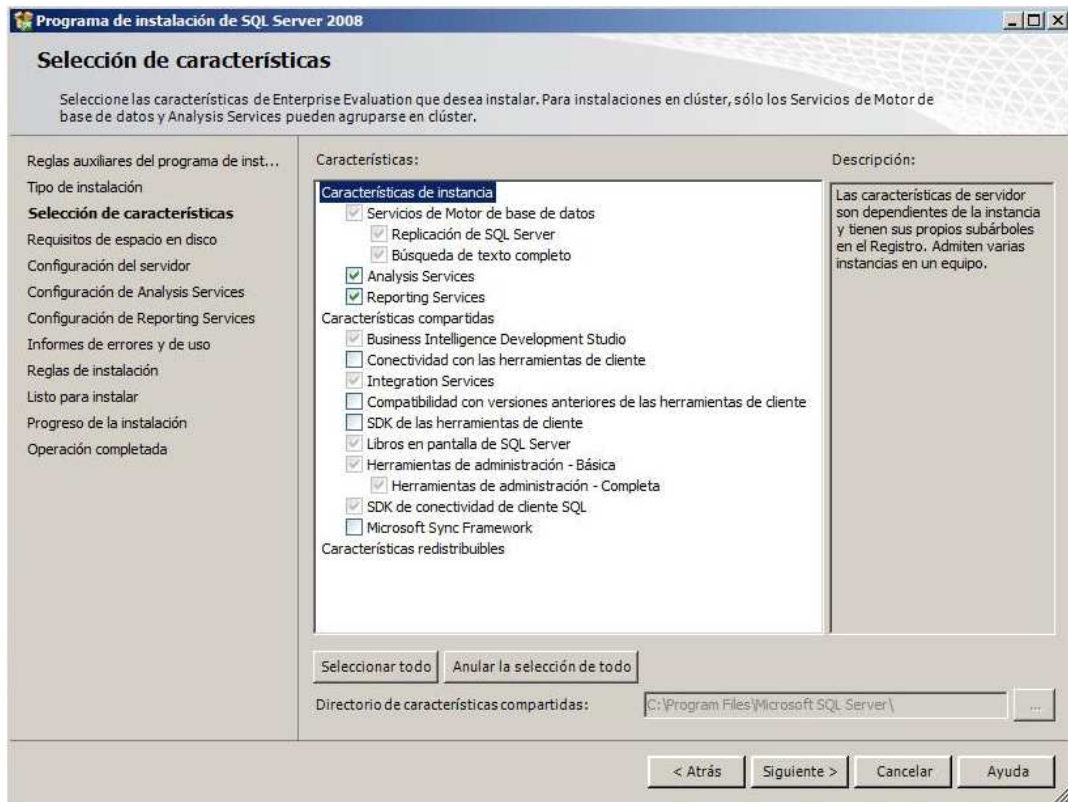 Programa de instalación de SQL Server 2008
Selección de características
Seleccione las características de Enterprise Evaluation que desea instalar. Para instalaciones en clúster, sólo los Servicios de Motor de
base de datos y Analysis Services pueden agruparse en clúster.
Reglas auxiliares del programa de inst...
Tipo de instalación
Selección de características
Requisitos de espacio en disco
Configuración del servidor
Configuración de Analysis Services
Configuración de Reporting Services
Informes de errores y de uso
Reglas de instalación
Listo para instalar
Progreso de la instalación
Operación completada
Características:
Características de instancia
Servicios de Motor de base de datos
Replicación de SQL Server
Búsqueda de texto completo
Analysis Services
Reporting Services
Características compartidas
Business Intelligence Development Studio
Conectividad con las herramientas de cliente
Integration Services
Compatibilidad con versiones anteriores de las herramientas de cliente
SDK de las herramientas de cliente
Libros en pantalla de SQL Server
Herramientas de administración - Básica
Herramientas de administración - Completa
SDK de conectividad de cliente SQL
Microsoft Sync Framework
Características redistribuibles
Descripción:
Las características de servidor
son dependientes de la instancia
y tienen sus propios subárboles
en el Registro. Admiten varias
instancias en un equipo.
Seleccionar todo
Anular la selección de todo
Directorio de características compartidas:
C:\Program Files\Microsoft SQL Server\
...
< Atrás
Siguiente >
Cancelar
Ayuda